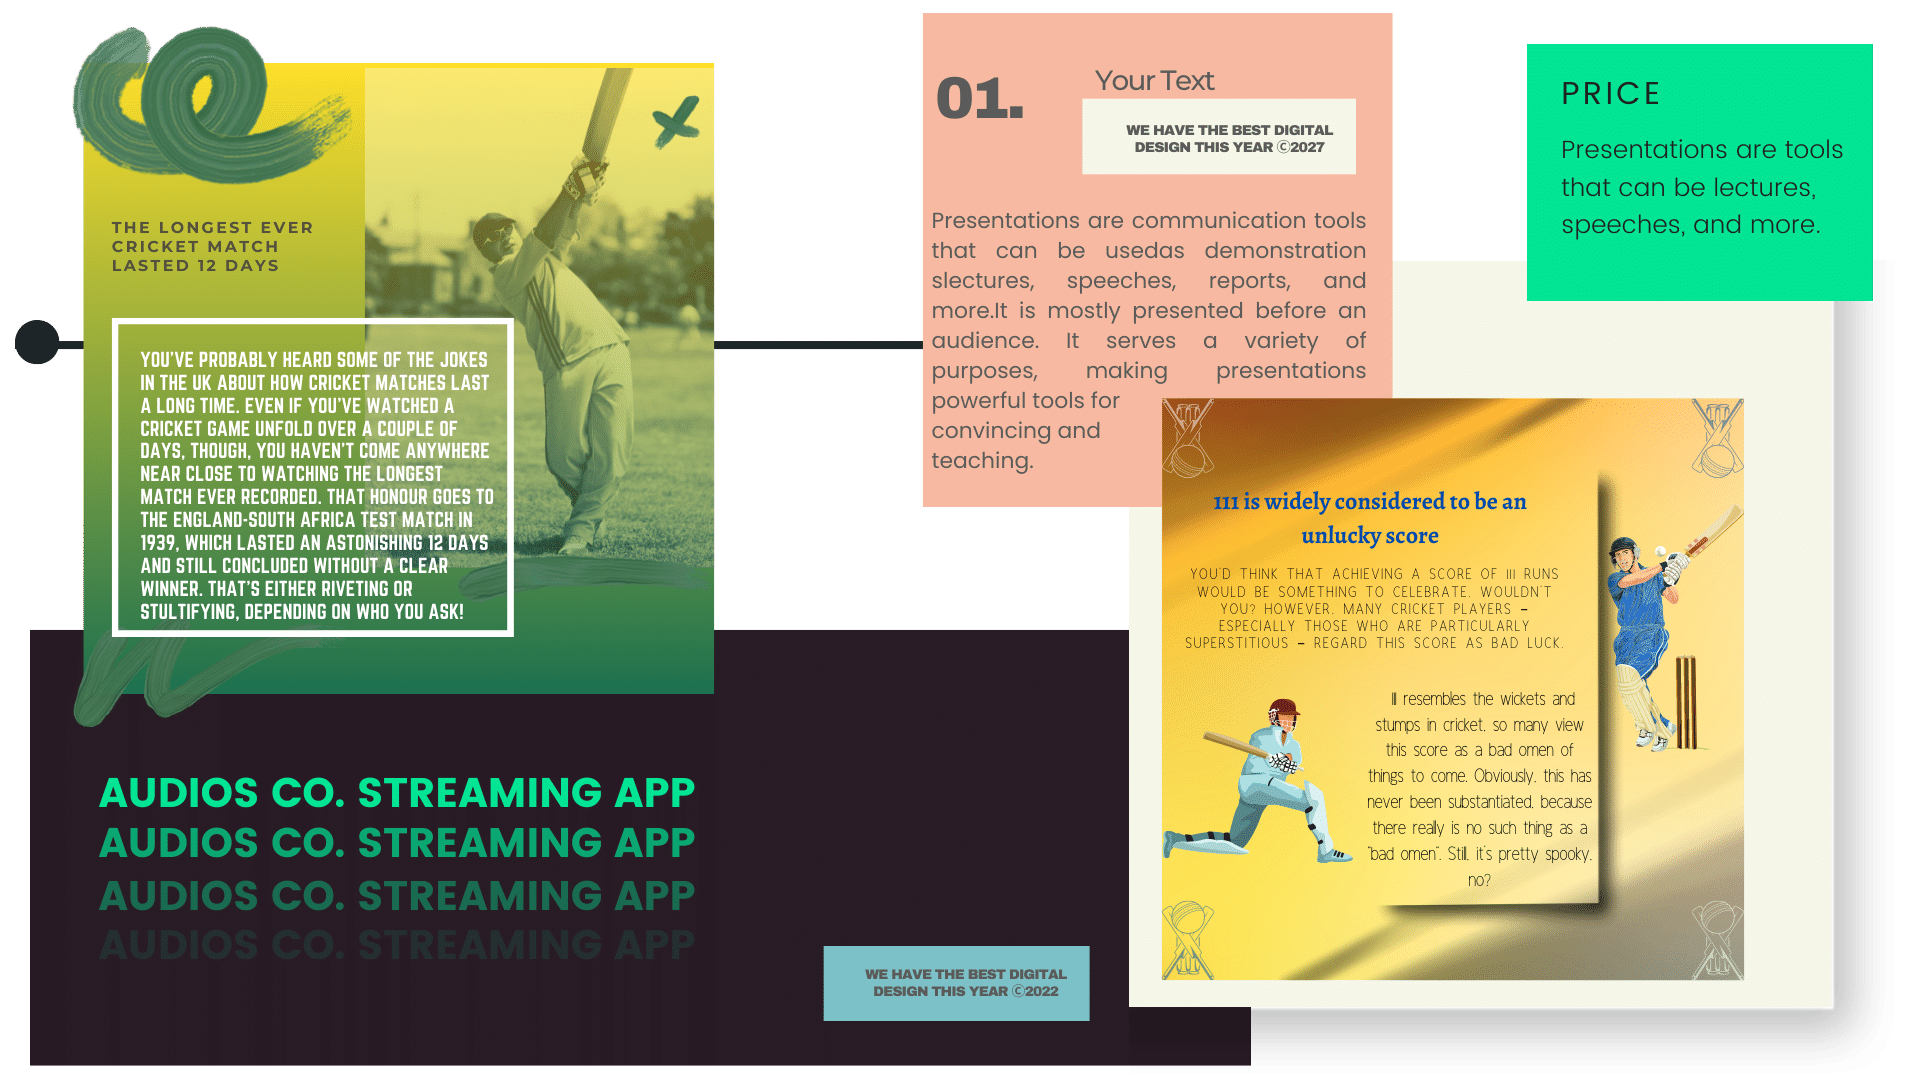 THE LONGEST EVER
CRICKET MATCH
LASTED 12 DAYS
YOU'VE PROBABLY HEARD SOME OF THE JOKES
IN THE UK ABOUT HOW CRICKET MATCHES LAST
A LONG TIME. EVEN IF YOU'VE WATCHED A
CRICKET GAME UNFOLD OVER A COUPLE OF
DAYS, THOUGH, YOU HAVEN'T COME ANYWHERE
NEAR CLOSE TO WATCHING THE LONGEST
MATCH EVER RECORDED. THAT HONOUR GOES TO
THE ENGLAND-SOUTH AFRICA TEST MATCH IN
1939, WHICH LASTED AN ASTONISHING 12 DAYS
AND STILL CONCLUDED WITHOUT A CLEAR
WINNER. THAT'S EITHER RIVETING OR
STULTIFYING, DEPENDING ON WHO YOU ASK!
AUDIOS CO. STREAMING APP
AUDIOS CO. STREAMING APP
AUDIOS CO. STREAMING APP
AUDIOS CO. STREAMING APP
WE HAVE THE BEST DIGITAL
DESIGN THIS YEAR ©2022
01.
Your Text
WE HAVE THE BEST DIGITAL
DESIGN THIS YEAR ©2027
Presentations are communication tools
that can be usedas demonstration
slectures, speeches, reports, and
more.It is mostly presented before an
audience. It serves a variety of
purposes, making presentations
powerful tools for
convincing and
teaching.
PRICE
Presentations are tools
that can be lectures,
speeches, and more.
111 is widely considered to be an
unlucky score
YOU'D THINK THAT ACHIEVING A SCORE OF 111 RUNS
WOULD BE SOMETHING TO CELEBRATE, WOULDN'T
YOU? HOWEVER, MANY CRICKET PLAYERS –
ESPECIALLY THOSE WHO ARE PARTICULARLY
SUPERSTITIOUS – REGARD THIS SCORE AS BAD LUCK.
111 resembles the wickets and
stumps in cricket, so many view
this score as a bad omen of
things to come. Obviously, this has
never been substantiated, because
there really is no such thing as a
"bad omen". Still, it's pretty spooky,
no?